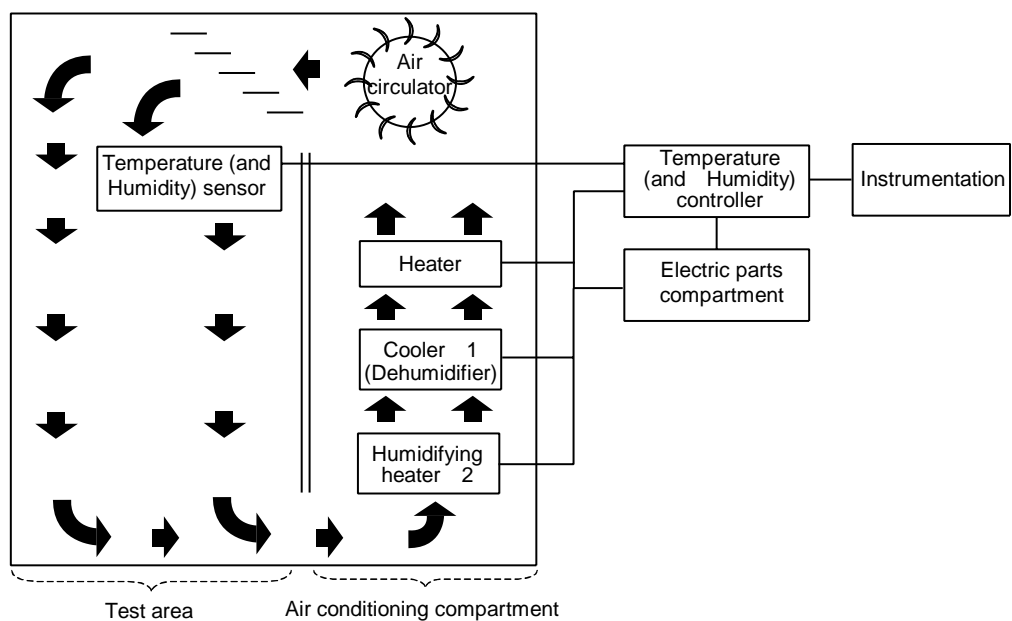 Air
circulator
Temperature (and
Humidity) sensor
Temperature
(and Humidity)
controller
Instrumentation
Heater
Electric parts
compartment
Cooler 1
(Dehumidifier)
Humidifying
heater 2
Test area
Air conditioning compartment